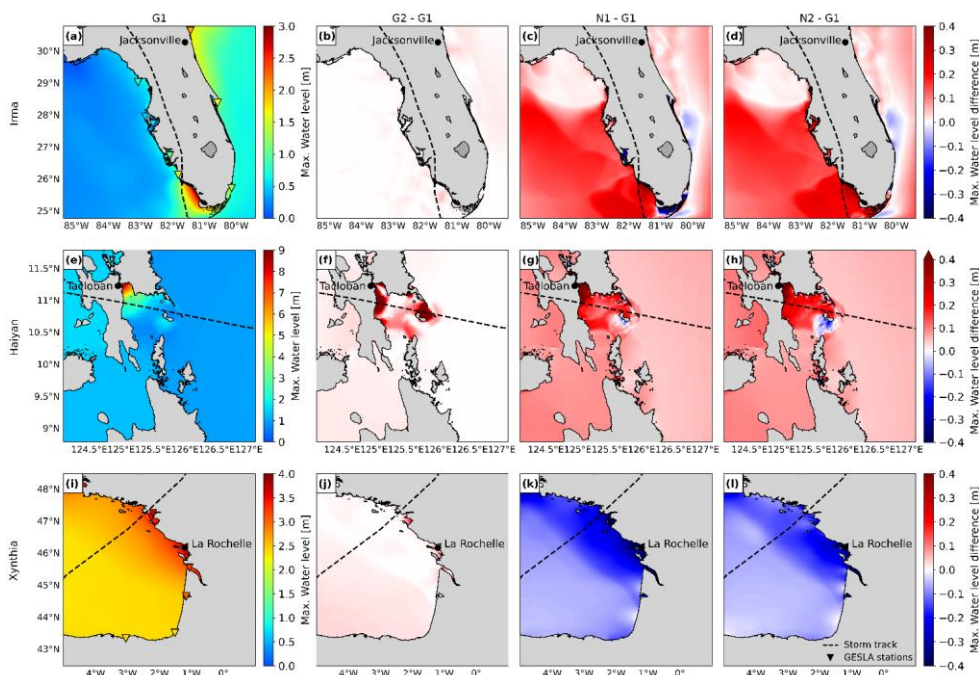 G1 G2 - G1 N1 - G1 N2 - G1
(a) Jacksonville (b) Jacksonville (c) Jacksonville (d) Jacksonville
Irma
30°N
29°N
28°N
27°N
26°N
25°N
85°W 83°W 82°W 81°W 80°W
85°W 83°W 82°W 81°W 80°W
85°W 83°W 82°W 81°W 80°W
85°W 83°W 82°W 81°W 80°W
3.0
2.5
2.0
1.5
1.0
0.5
0.0
Max. Water level [m]
0.4
0.3
0.2
0.1
0.0
−0.1
−0.2
−0.3
−0.4
Max. Water level difference [m]
(e) Tacloban (f) Tacloban (g) Tacloban (h) Tacloban
Haiyan
11.5°N
11°N
10.5°N
10°N
9.5°N
9°N
124.5°E125°E125.5°E126°E126.5°E127°E
124.5°E125°E125.5°E126°E126.5°E127°E
124.5°E125°E125.5°E126°E126.5°E127°E
124.5°E125°E125.5°E126°E126.5°E127°E
9
8
7
6
5
4
3
2
1
0
Max. Water level [m]
0.4
0.3
0.2
0.1
0.0
−0.1
−0.2
−0.3
−0.4
Max. Water level difference [m]
(i) La Rochelle (j) La Rochelle (k) La Rochelle (l) La Rochelle
Xynthia
48°N
47°N
46°N
45°N
44°N
43°N
4°W 3°W 2°W 1°W 0°
4°W 3°W 2°W 1°W 0°
4°W 3°W 2°W 1°W 0°
4°W 3°W 2°W 1°W 0°
4.0
3.5
3.0
2.5
2.0
1.5
1.0
0.5
0.0
Max. Water level [m]
0.4
0.3
0.2
0.1
0.0
−0.1
−0.2
−0.3
−0.4
Max. Water level difference [m]
Storm track
GESLA stations